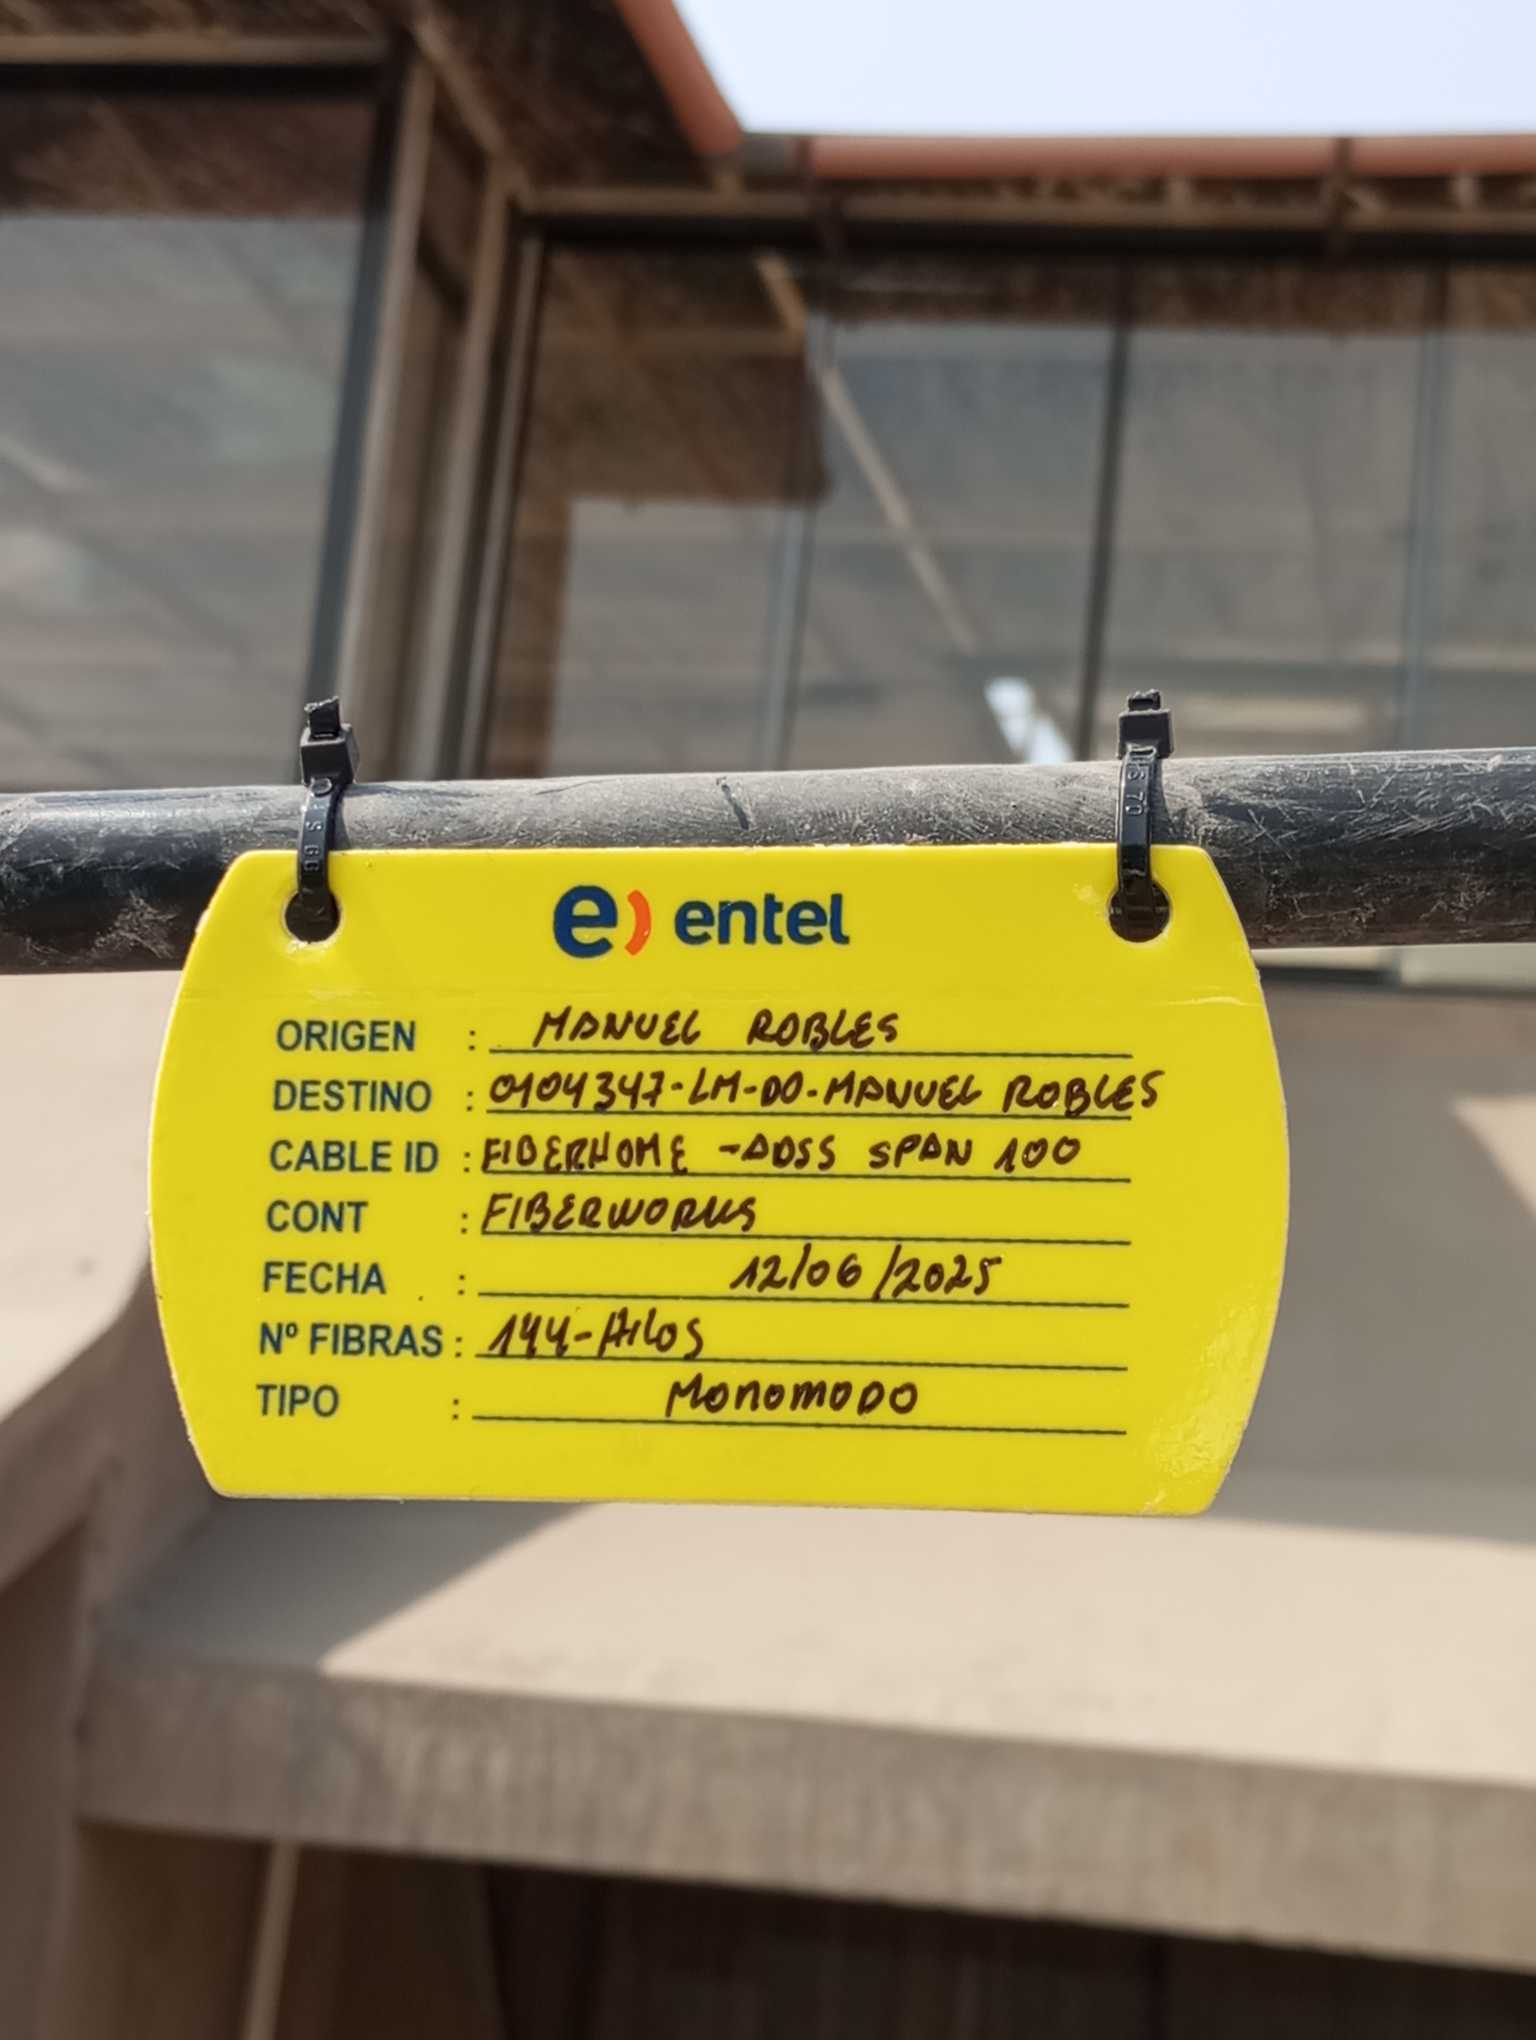 e) entel
ORIGEN : MANUEL ROBLES
DESTINO : 0104347-LM-DO-MANUEL ROBLES
CABLE ID : FIBERHOME -ADSS SPAN 100
CONT : FIBERWORKS
FECHA : 12/06/2025
Nº FIBRAS : 144-Hilos
TIPO : MONOMODO